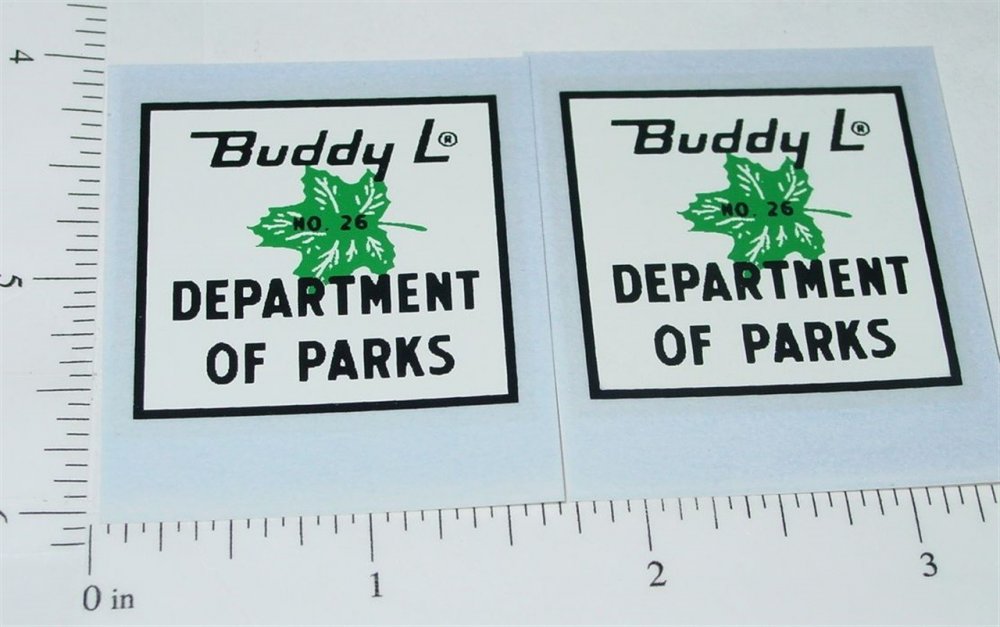 Buddy L®
NO. 26
DEPARTMENT
OF PARKS
Buddy L®
NO. 26
DEPARTMENT
OF PARKS
4
5
6
0 in
1
2
3